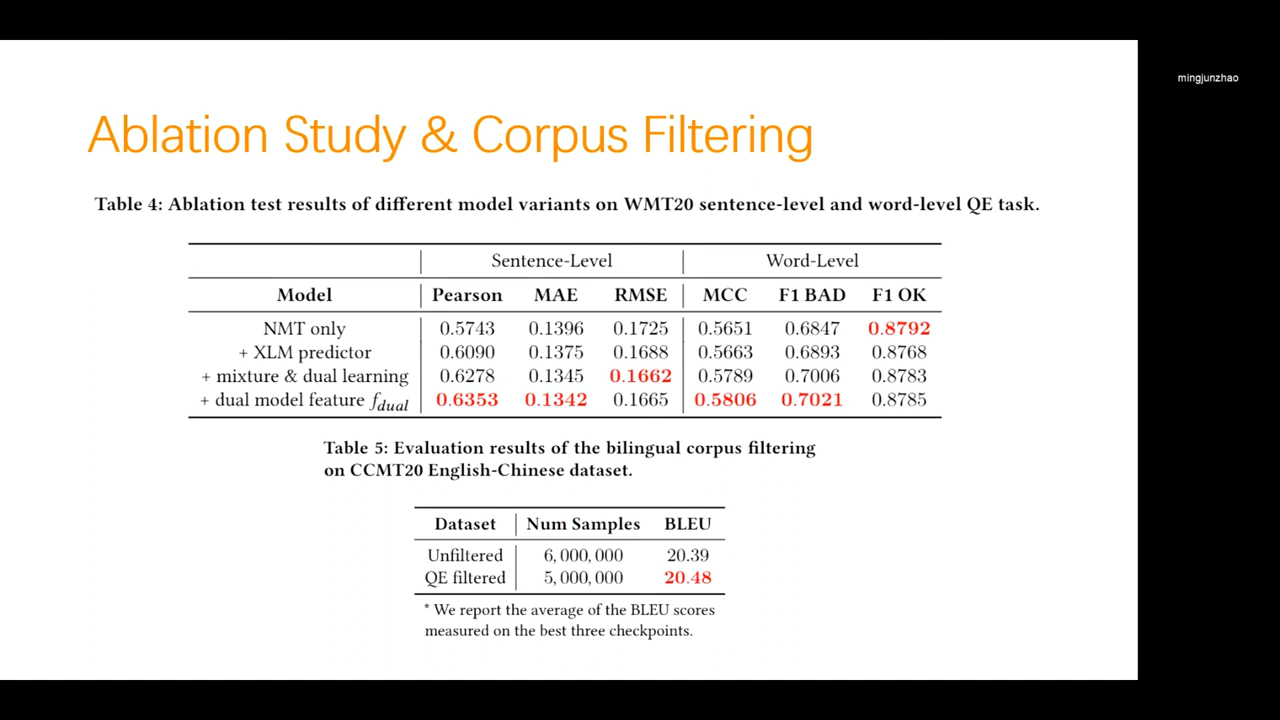 mingjunzhao
Ablation Study & Corpus Filtering
Table 4: Ablation test results of different model variants on WMT20 sentence-level and word-level QE task.
Sentence-Level Word-Level
Model Pearson MAE RMSE MCC F1 BAD F1 OK
NMT only 0.5743 0.1396 0.1725 0.5651 0.6847 0.8792
+ XLM predictor 0.6090 0.1375 0.1688 0.5663 0.6893 0.8768
+ mixture & dual learning 0.6278 0.1345 0.1662 0.5789 0.7006 0.8783
+ dual model feature fdual 0.6353 0.1342 0.1665 0.5806 0.7021 0.8785
Table 5: Evaluation results of the bilingual corpus filtering
on CCMT20 English-Chinese dataset.
Dataset Num Samples BLEU
Unfiltered 6,000,000 20.39
QE filtered 5,000,000 20.48
* We report the average of the BLEU scores
measured on the best three checkpoints.